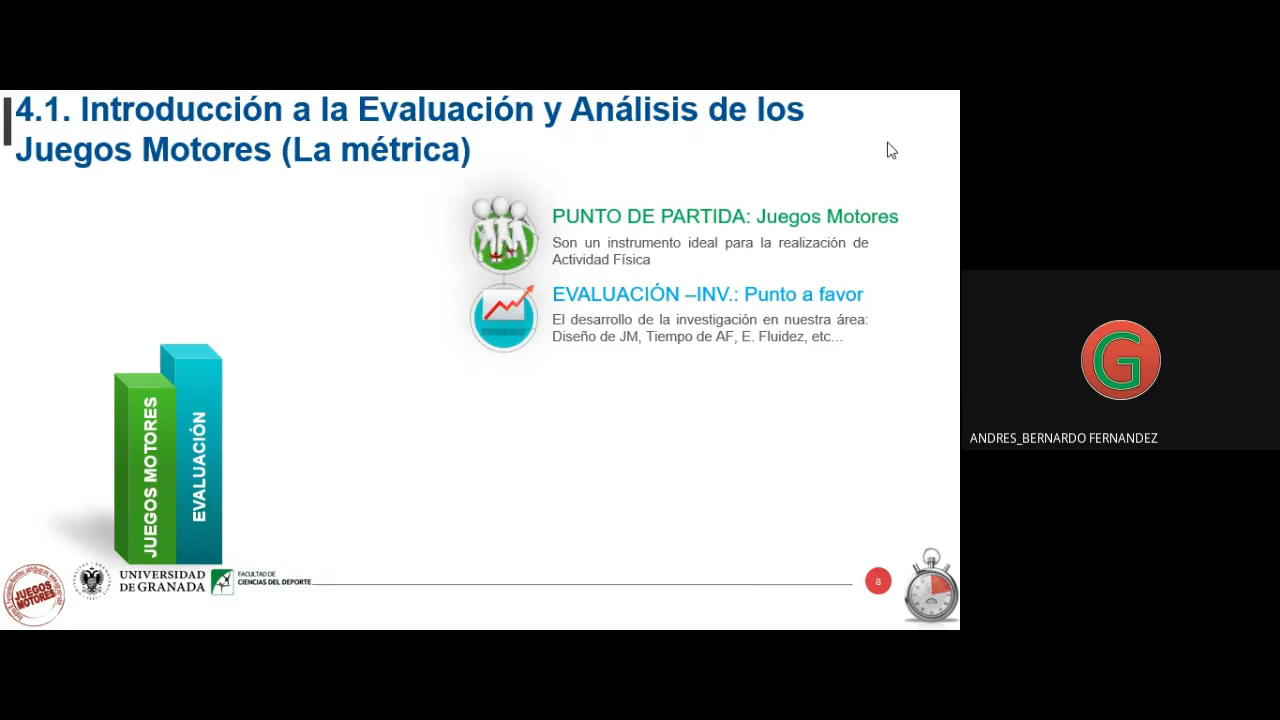 4.1. Introducción a la Evaluación y Análisis de los
Juegos Motores (La métrica)
PUNTO DE PARTIDA: Juegos Motores
Son un instrumento ideal para la realización de
Actividad Física
EVALUACIÓN –INV.: Punto a favor
El desarrollo de la investigación en nuestra área:
Diseño de JM, Tiempo de AF, E. Fluidez, etc...
JUEGOS MOTORES
EVALUACIÓN
JUEGOS
MOTORES
UNIVERSIDAD
DE GRANADA
FACULTAD DE
CIENCIAS DEL DEPORTE
8
G
ANDRES_BERNARDO FERNANDEZ